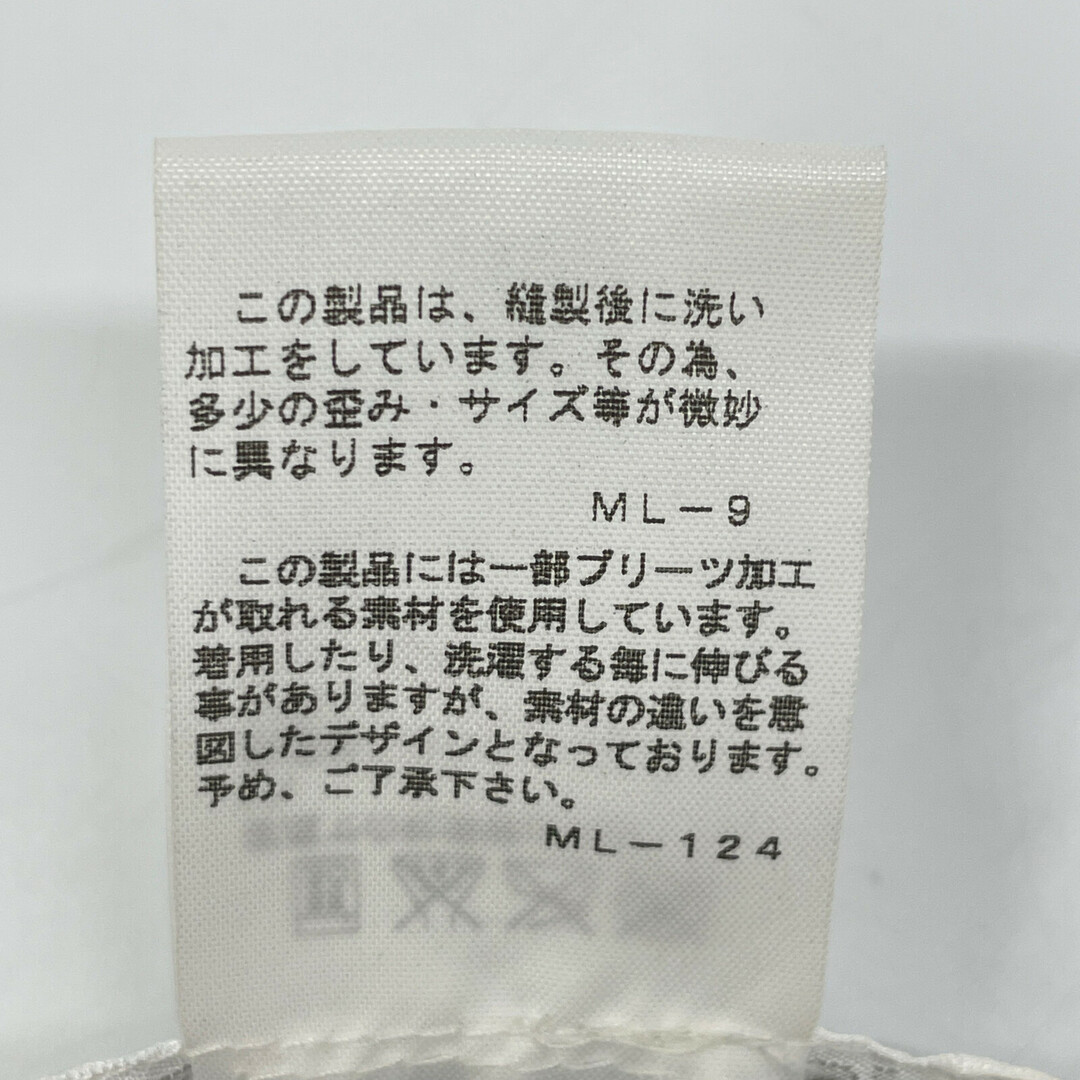 この製品は、縫製後に洗い
加工をしています。その為、
多少の歪み・サイズ等が微妙
に異なります。
ML－9
この製品には一部プリーツ加工
が取れる素材を使用しています。
着用したり、洗濯する毎に伸びる
事がありますが、素材の違いを意
図したデザインとなっております。
予め、ご了承下さい。
ML－124